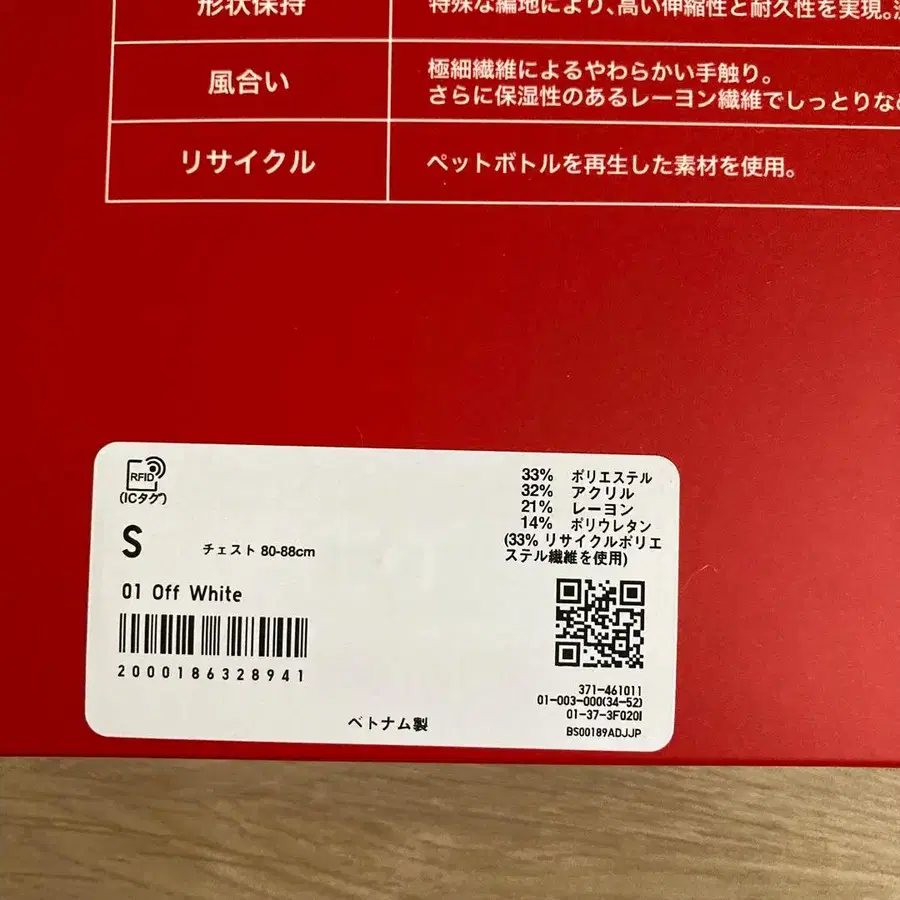 形状保持
特殊な編地により、高い伸縮性と耐久性を実現。
風合い
極細繊維によるやわらかい手触り。
さらに保湿性のあるレーヨン繊維でしっとりな
リサイクル
ペットボトルを再生した素材を使用。
RFID
(ICタグ)
S
チェスト 80-88cm
01 Off White
2000186328941
33% ポリエステル
32% アクリル
21% レーヨン
14% ポリウレタン
(33% リサイクルポリエ
ステル繊維を使用)
371-461011
01-003-000(34-52)
01-37-3F020I
BS00189ADJJP
ベトナム製